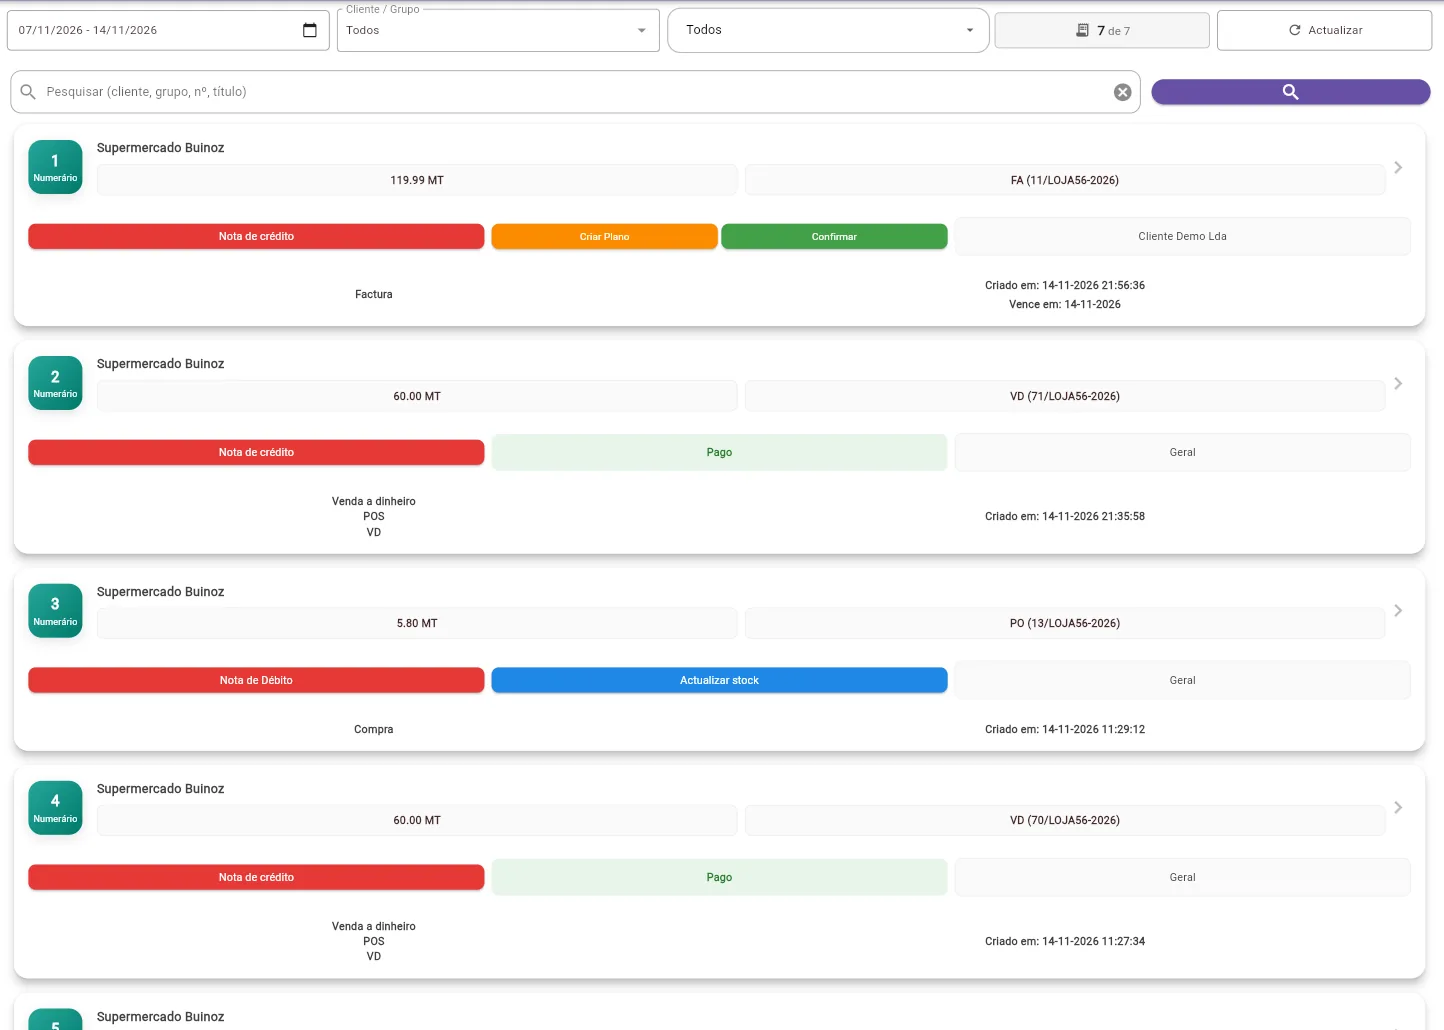 Cliente / Grupo
07/11/2026 - 14/11/2026
Todos
Todos
7 de 7
Actualizar
Pesquisar (cliente, grupo, nº, título)
1
Numerário
Supermercado Buinoz
119.99 MT
FA (11/LOJA56-2026)
Nota de crédito
Criar Plano
Confirmar
Cliente Demo Lda
Factura
Criado em: 14-11-2026 21:56:36
Vence em: 14-11-2026
2
Numerário
Supermercado Buinoz
60.00 MT
VD (71/LOJA56-2026)
Nota de crédito
Pago
Geral
Venda a dinheiro
POS
VD
Criado em: 14-11-2026 21:35:58
3
Numerário
Supermercado Buinoz
5.80 MT
PO (13/LOJA56-2026)
Nota de Débito
Actualizar stock
Geral
Compra
Criado em: 14-11-2026 11:29:12
4
Numerário
Supermercado Buinoz
60.00 MT
VD (70/LOJA56-2026)
Nota de crédito
Pago
Geral
Venda a dinheiro
POS
VD
Criado em: 14-11-2026 11:27:34
5
Supermercado Buinoz